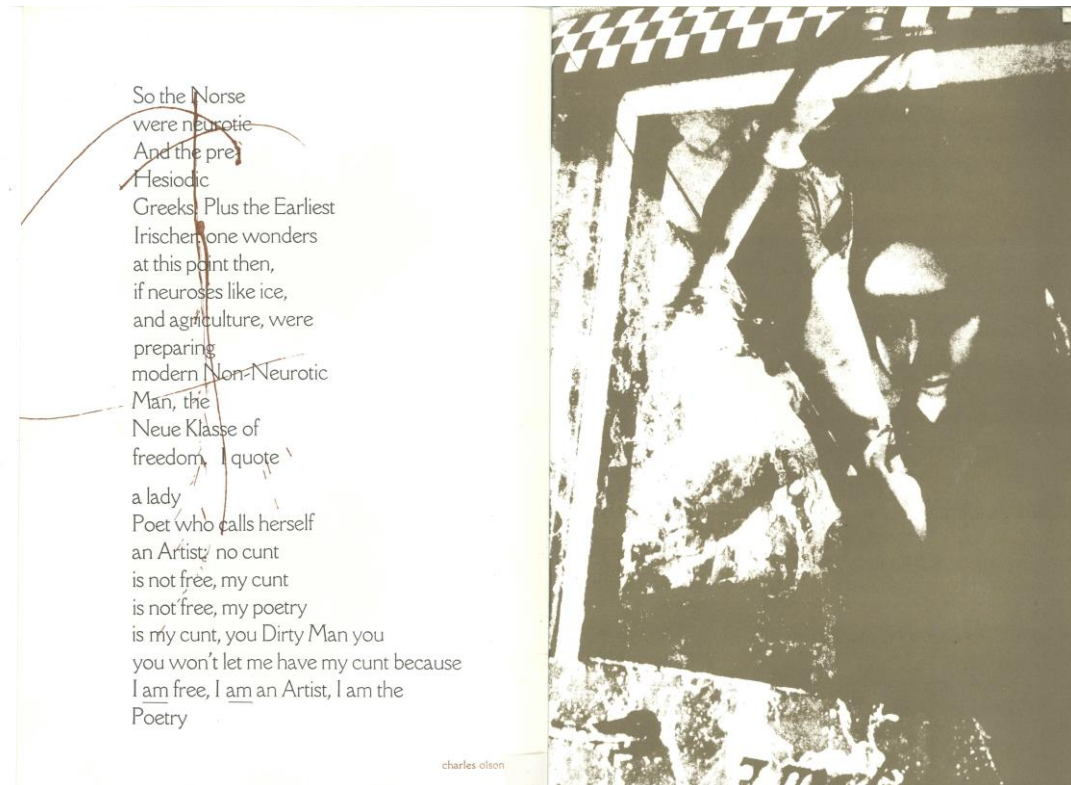 So the Norse
were neurotic
And the pre-
Hesiodic
Greeks! Plus the Earliest
Irischen one wonders
at this point then,
if neuroses like ice,
and agriculture, were
preparing
modern Non-Neurotic
Man, the
Neue Klasse of
freedom. I quote
a lady
Poet who calls herself
an Artist: no cunt
is not free, my cunt
is not free, my poetry
is my cunt, you Dirty Man you
you won't let me have my cunt because
I am free, I am an Artist, I am the
Poetry
charles olson